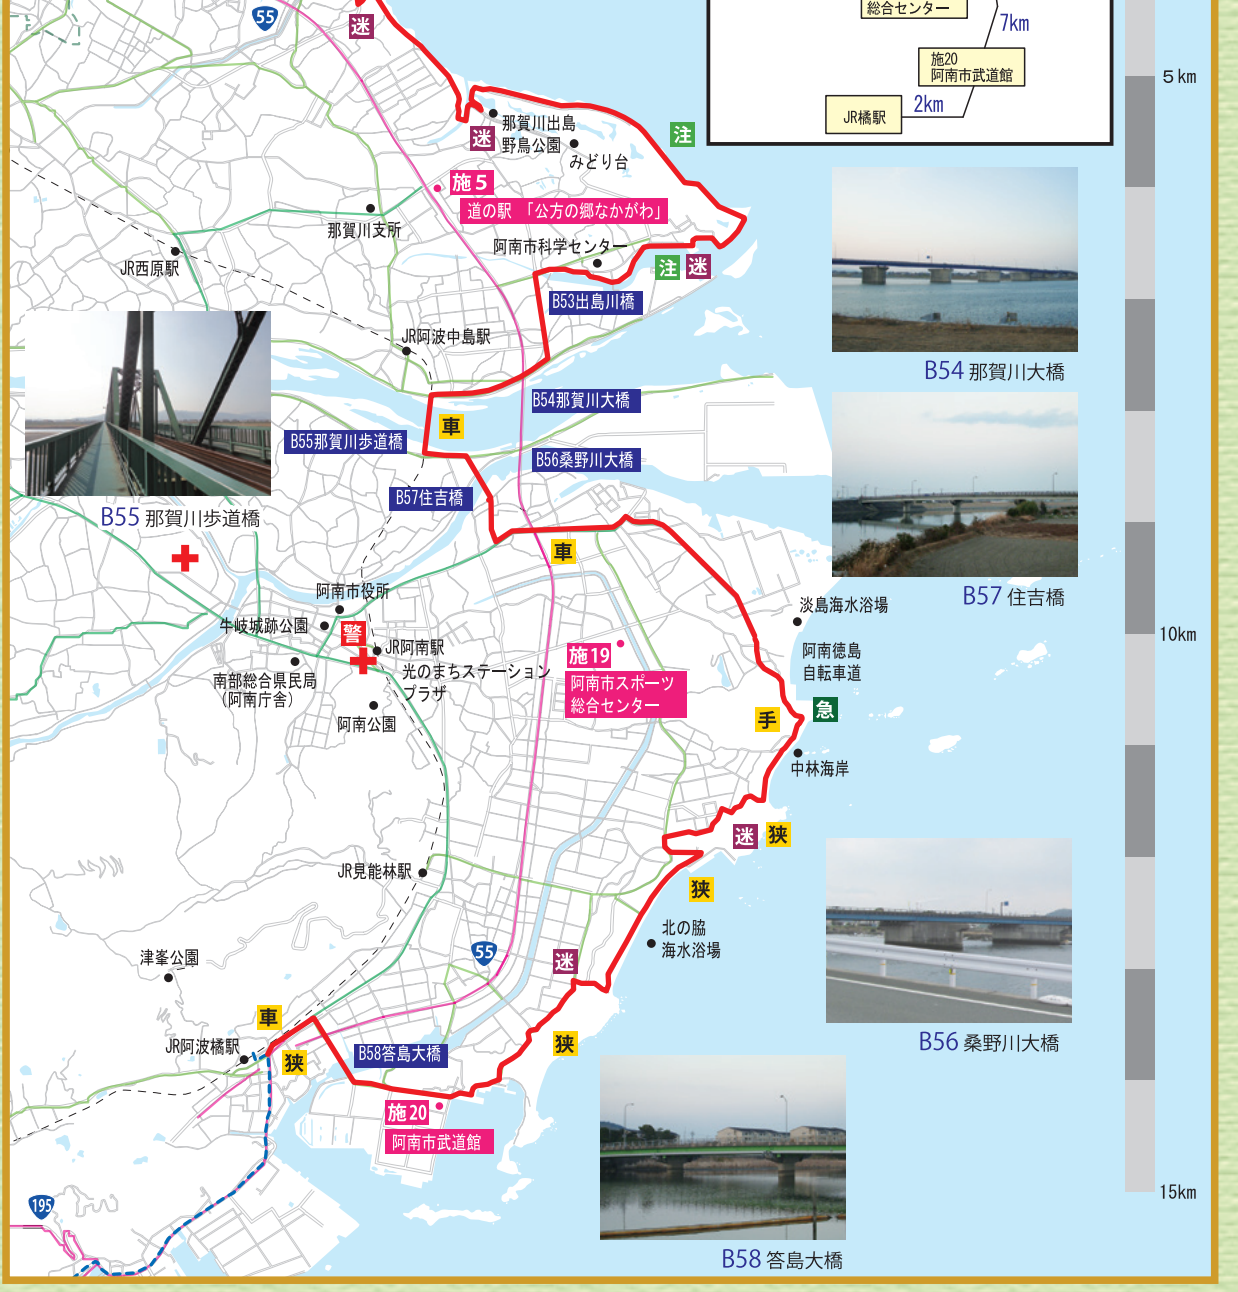 総合センター
7km
施20
阿南市武道館
JR橘駅
2km
5km
10km
15km
55
迷
那賀川出島
野鳥公園
迷
みどり台
注
施5
道の駅 「公方の郷なかがわ」
那賀川支所
JR西原駅
阿南市科学センター
注
迷
B53出島川橋
JR阿波中島駅
B54那賀川大橋
B54 那賀川大橋
車
B55那賀川歩道橋
B56桑野川大橋
B57住吉橋
B55 那賀川歩道橋
車
B57 住吉橋
阿南市役所
牛岐城跡公園
警
JR阿南駅
光のまちステーション
プラザ
南部総合県民局
(阿南庁舎)
阿南公園
淡島海水浴場
阿南徳島
自転車道
施19
阿南市スポーツ
総合センター
手
急
中林海岸
迷
狭
JR見能林駅
狭
北の脇
海水浴場
55
迷
津峯公園
車
JR阿波橘駅
狭
B58答島大橋
狭
B56 桑野川大橋
施20
阿南市武道館
195
B58 答島大橋